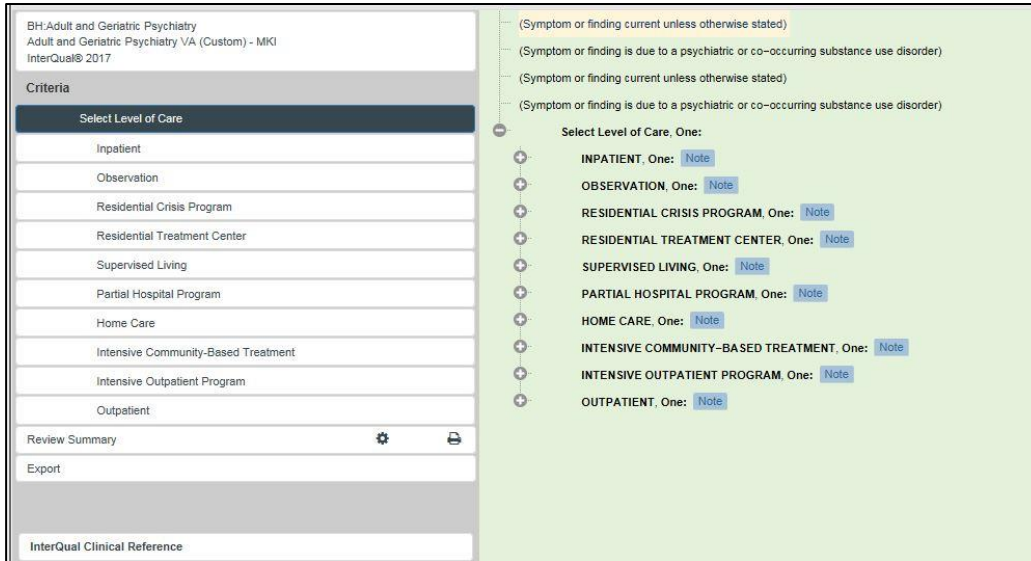 BH:Adult and Geriatric Psychiatry
Adult and Geriatric Psychiatry VA (Custom) - MKI
InterQual® 2017
Criteria
Select Level of Care
Inpatient
Observation
Residential Crisis Program
Residential Treatment Center
Supervised Living
Partial Hospital Program
Home Care
Intensive Community-Based Treatment
Intensive Outpatient Program
Outpatient
Review Summary
Export
InterQual Clinical Reference
(Symptom or finding current unless otherwise stated)
(Symptom or finding is due to a psychiatric or co-occurring substance use disorder)
(Symptom or finding current unless otherwise stated)
(Symptom or finding is due to a psychiatric or co-occurring substance use disorder)
Select Level of Care, One:
INPATIENT, One: Note
OBSERVATION, One: Note
RESIDENTIAL CRISIS PROGRAM, One: Note
RESIDENTIAL TREATMENT CENTER, One: Note
SUPERVISED LIVING, One: Note
PARTIAL HOSPITAL PROGRAM, One: Note
HOME CARE, One: Note
INTENSIVE COMMUNITY-BASED TREATMENT, One: Note
INTENSIVE OUTPATIENT PROGRAM, One: Note
OUTPATIENT, One: Note